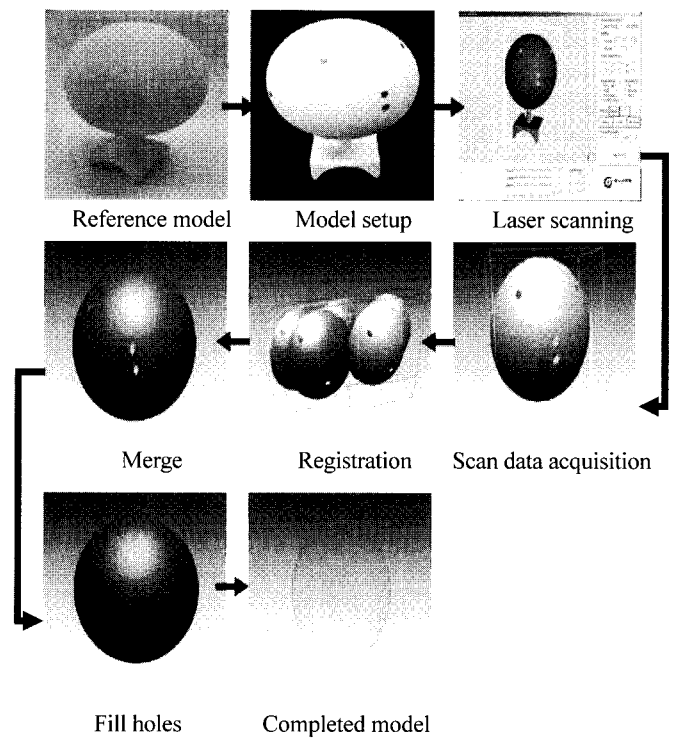 Reference model
Model setup
Laser scanning
Merge
Registration
Scan data acquisition
Fill holes
Completed model